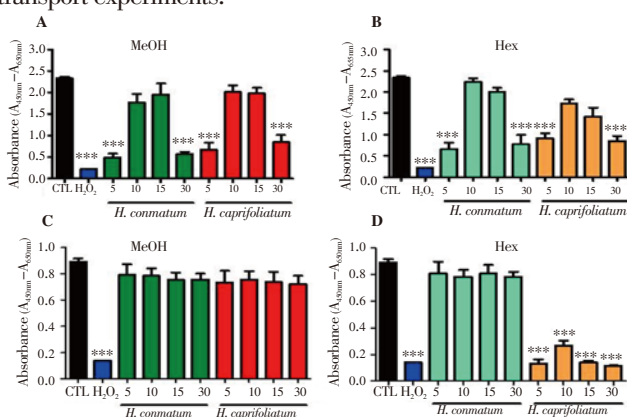 transport experiments.
A
MeOH
Absorbance (A450nm−A630nm)
3.0
2.5
2.0
1.5
1.0
0.5
0.0
***
***
***
***
CTL H2O2 5 10 15 30 5 10 15 30
H. conmatum H. caprifoliatum
B
Hex
Absorbance (A450nm−A635nm)
3.0
2.5
2.0
1.5
1.0
0.5
0.0
***
***
***
***
***
CTL H2O2 5 10 15 30 5 10 15 30
H. conmatum H. caprifoliatum
C
MeOH
Absorbance (A450nm−A630nm)
1.0
0.8
0.6
0.4
0.2
0.0
***
CTL H2O2 5 10 15 30 5 10 15 30
H. conmatum H. caprifoliatum
D
Hex
Absorbance (A450nm−A630nm)
1.0
0.8
0.6
0.4
0.2
0.0
***
***
***
***
***
CTL H2O2 5 10 15 30 5 10 15 30
H. conmatum H. caprifoliatum